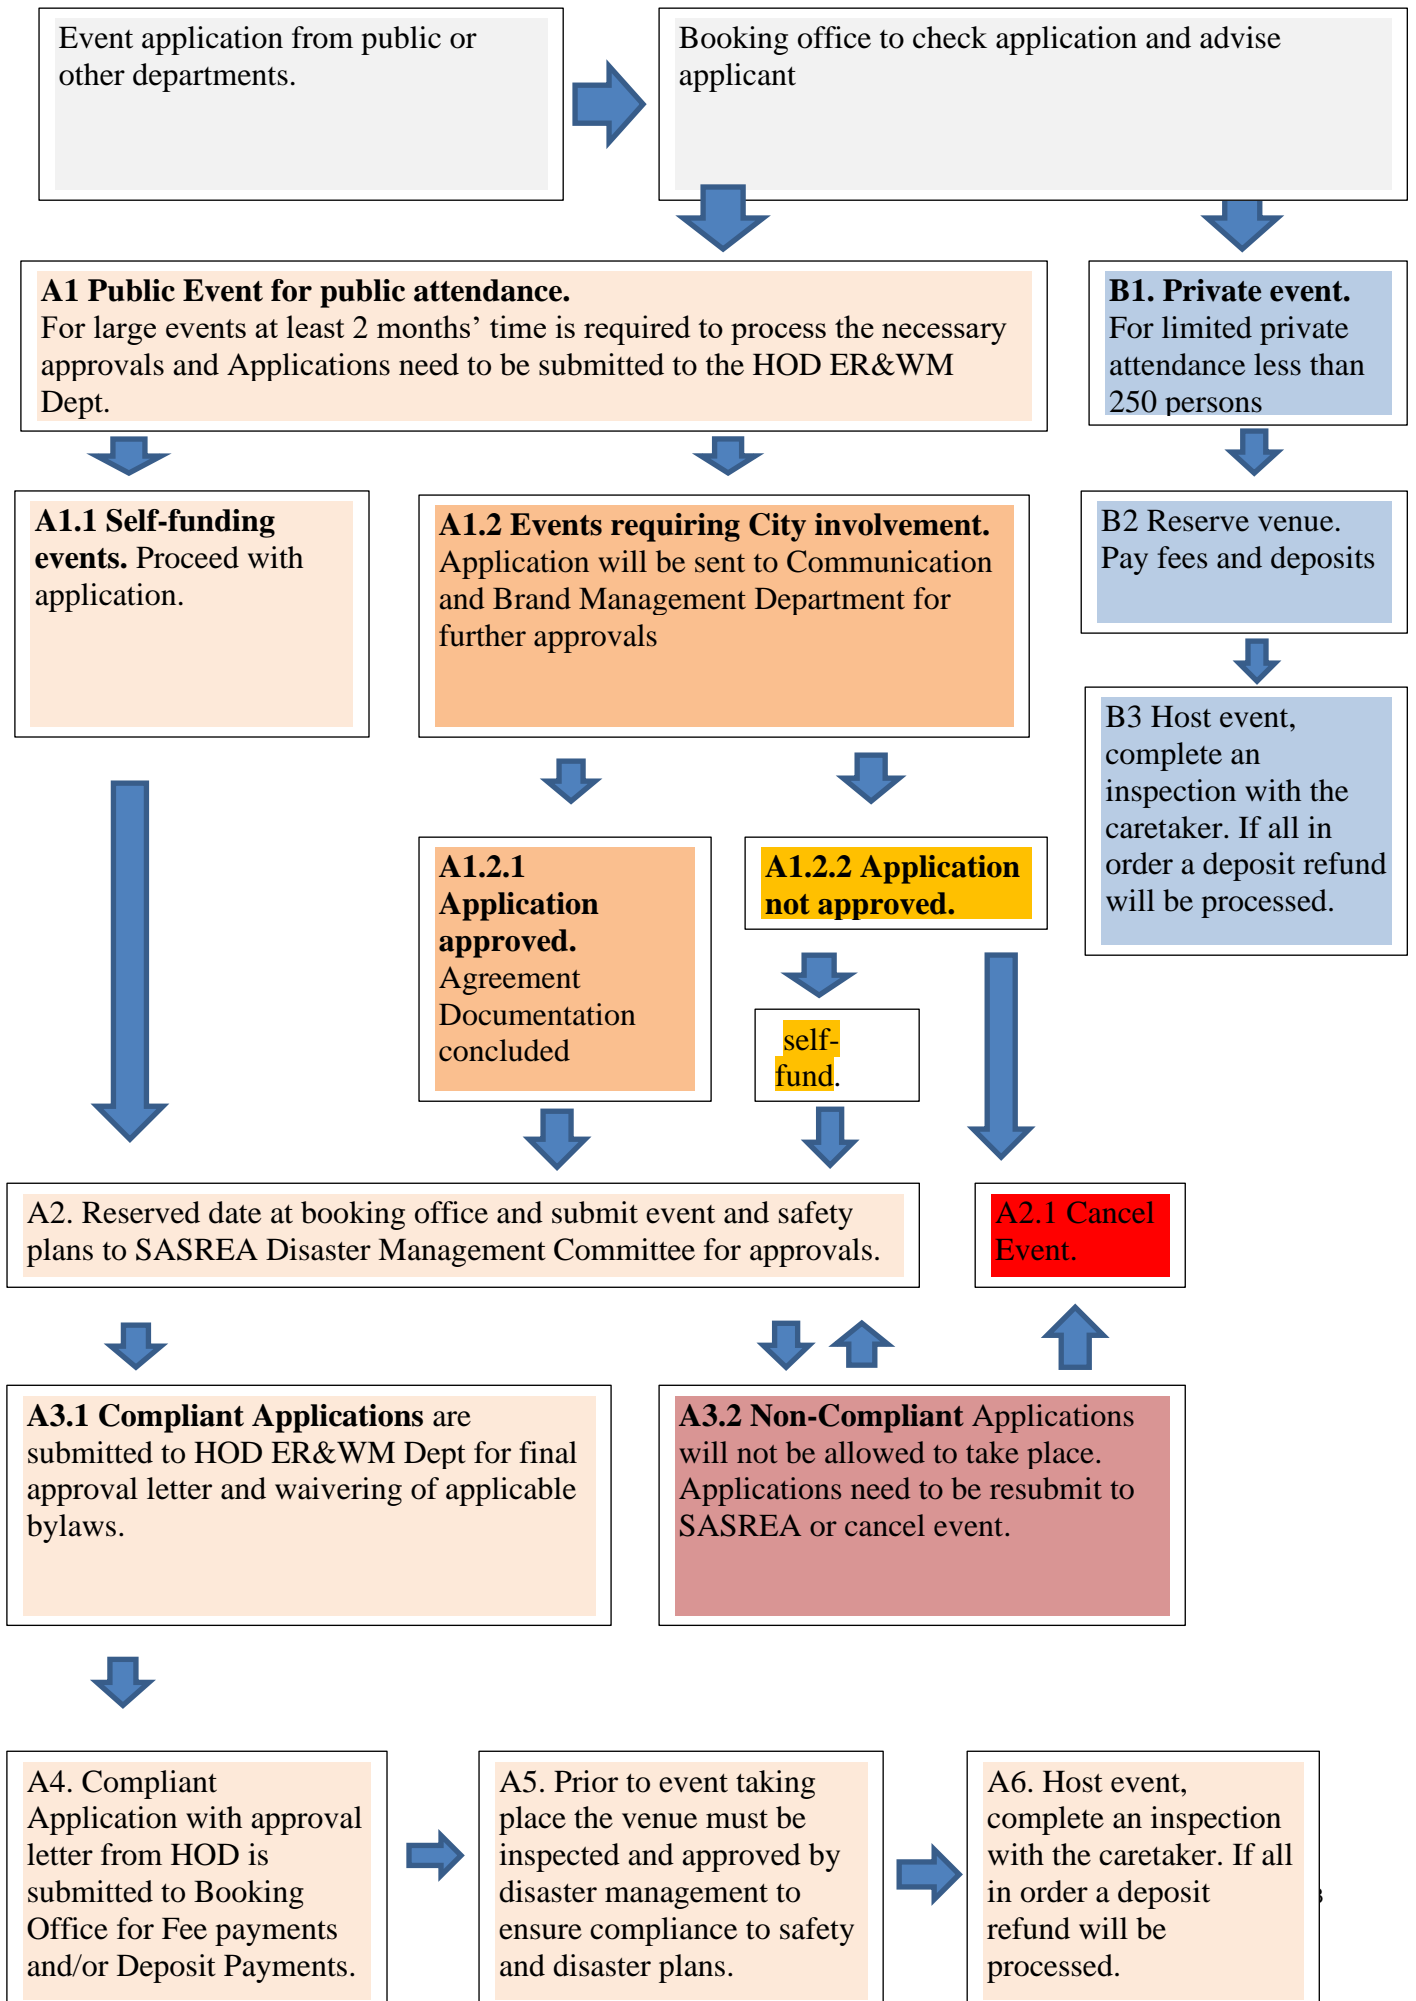 Event application from public or
other departments.
Booking office to check application and advise
applicant
A1 Public Event for public attendance.
For large events at least 2 months’ time is required to process the necessary
approvals and Applications need to be submitted to the HOD ER&WM
Dept.
B1. Private event.
For limited private
attendance less than
250 persons
A1.1 Self-funding
events. Proceed with
application.
A1.2 Events requiring City involvement.
Application will be sent to Communication
and Brand Management Department for
further approvals
B2 Reserve venue.
Pay fees and deposits
B3 Host event,
complete an
inspection with the
caretaker. If all in
order a deposit refund
will be processed.
A1.2.1
Application
approved.
Agreement
Documentation
concluded
A1.2.2 Application
not approved.
self-
fund.
A2. Reserved date at booking office and submit event and safety
plans to SASREA Disaster Management Committee for approvals.
A2.1 Cancel
Event.
A3.1 Compliant Applications are
submitted to HOD ER&WM Dept for final
approval letter and waivering of applicable
bylaws.
A3.2 Non-Compliant Applications
will not be allowed to take place.
Applications need to be resubmit to
SASREA or cancel event.
A4. Compliant
Application with approval
letter from HOD is
submitted to Booking
Office for Fee payments
and/or Deposit Payments.
A5. Prior to event taking
place the venue must be
inspected and approved by
disaster management to
ensure compliance to safety
and disaster plans.
A6. Host event,
complete an inspection
with the caretaker. If all
in order a deposit
refund will be
processed.